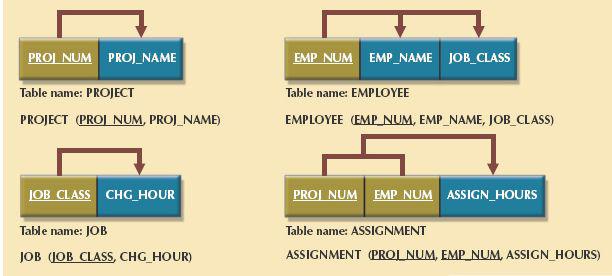 PROJ_NUM PROJ_NAME
Table name: PROJECT
PROJECT (PROJ_NUM, PROJ_NAME)
EMP_NUM EMP_NAME JOB_CLASS
Table name: EMPLOYEE
EMPLOYEE (EMP_NUM, EMP_NAME, JOB_CLASS)
JOB_CLASS CHG_HOUR
Table name: JOB
JOB (JOB_CLASS, CHG_HOUR)
PROJ_NUM EMP_NUM ASSIGN_HOURS
Table name: ASSIGNMENT
ASSIGNMENT (PROJ_NUM, EMP_NUM, ASSIGN_HOURS)